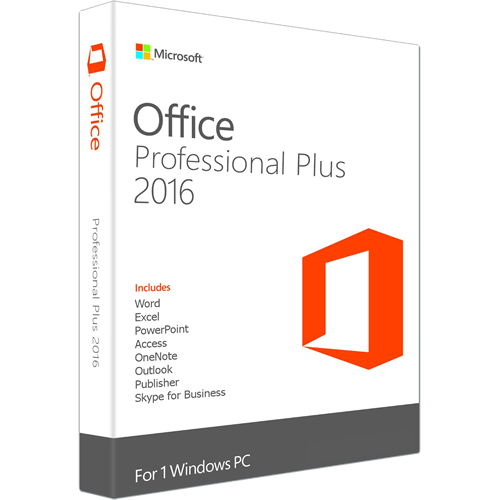 Office
Professional Plus 2016
Microsoft
Office
Professional Plus
2016
Includes
Word
Excel
PowerPoint
Access
OneNote
Outlook
Publisher
Skype for Business
For 1 Windows PC